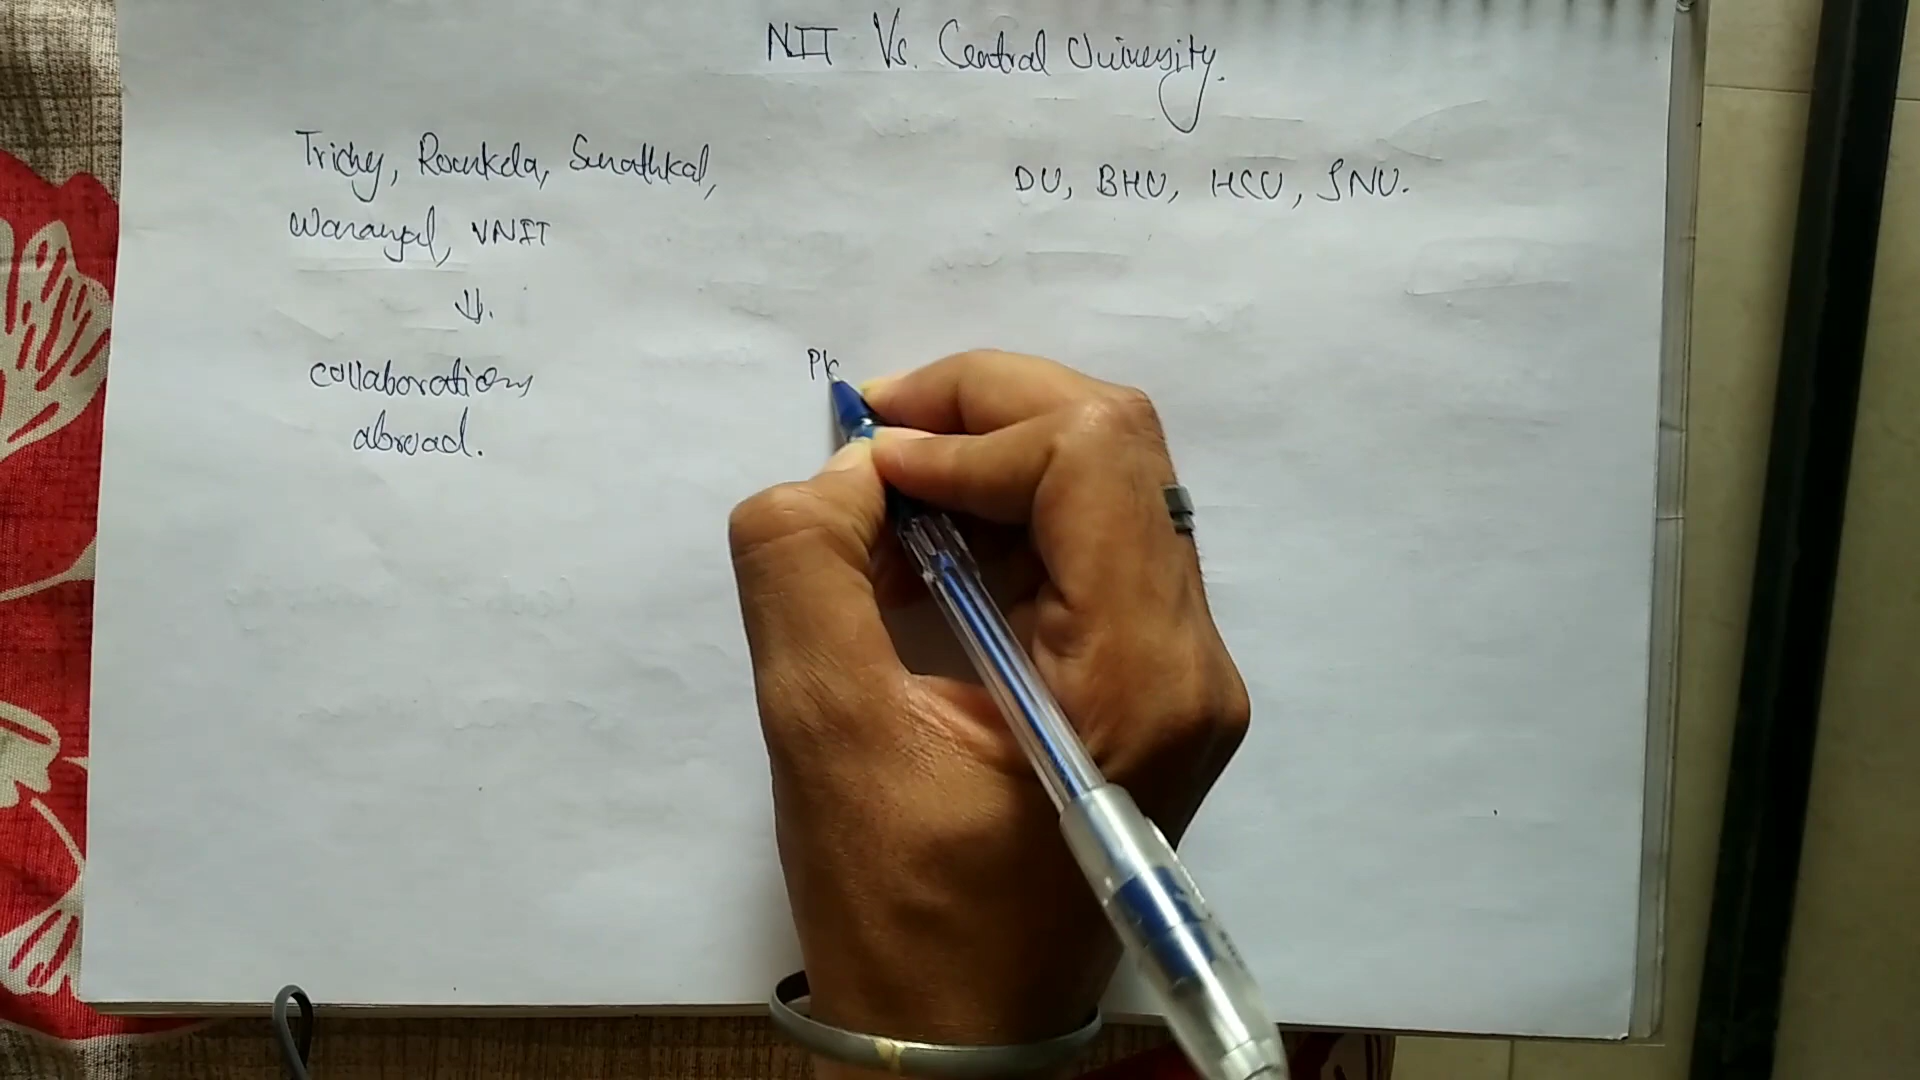 NIT Vs. Central University.
Trichy, Rourkela, Surathkal,
Warangal, VNIT
DU, BHU, HCU, JNU.
⇓.
collaborations
abroad.